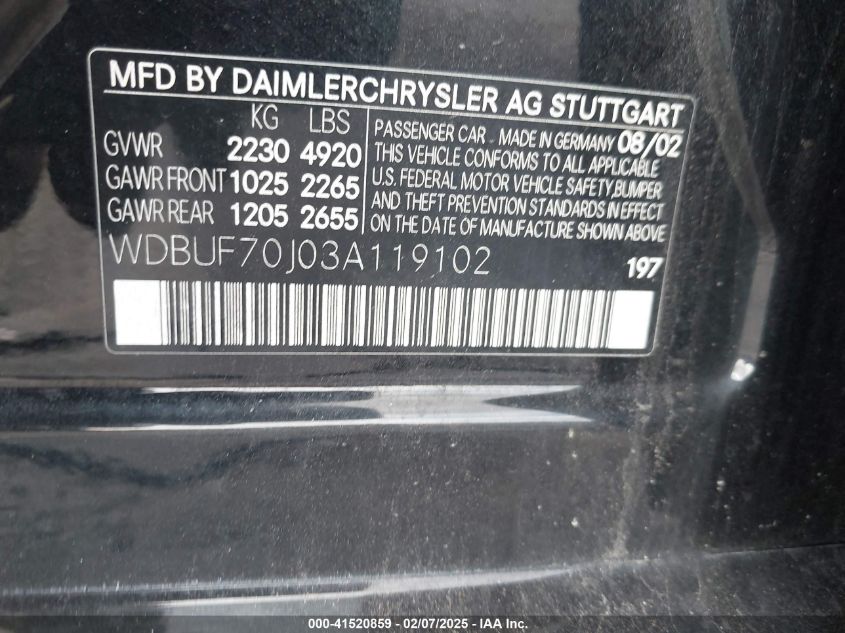 MFD BY DAIMLERCHRYSLER AG STUTTGART
KG LBS
GVWR 2230 4920
GAWR FRONT 1025 2265
GAWR REAR 1205 2655
PASSENGER CAR MADE IN GERMANY 08/02
THIS VEHICLE CONFORMS TO ALL APPLICABLE
U.S. FEDERAL MOTOR VEHICLE SAFETY BUMPER
AND THEFT PREVENTION STANDARDS IN EFFECT
ON THE DATE OF MANUFACTURE SHOWN ABOVE
WDBUF70J03A119102 197
000-41520859 - 02/07/2025 - IAA Inc.